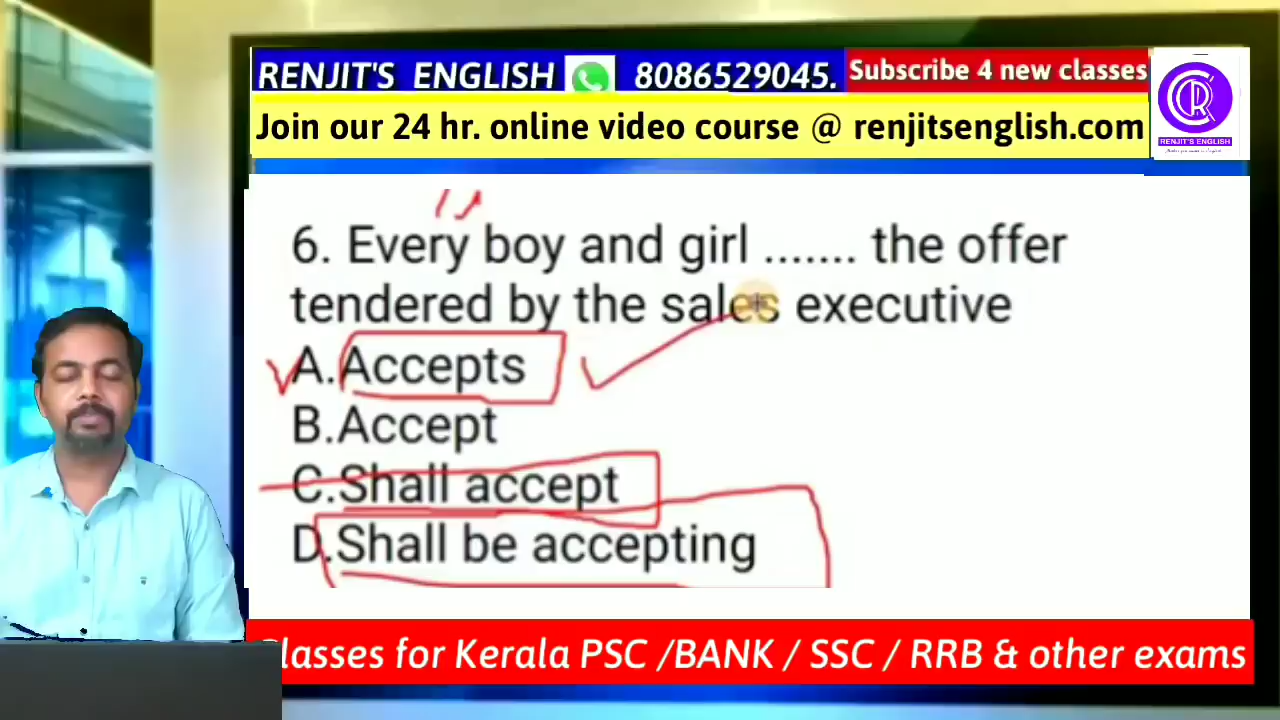 RENJIT'S ENGLISH 8086529045. Subscribe 4 new classes
Join our 24 hr. online video course @ renjitsenglish.com
RENJIT'S ENGLISH
6. Every boy and girl ....... the offer
tendered by the sales executive
A.Accepts
B.Accept
C.Shall accept
D.Shall be accepting
lasses for Kerala PSC /BANK / SSC / RRB & other exams